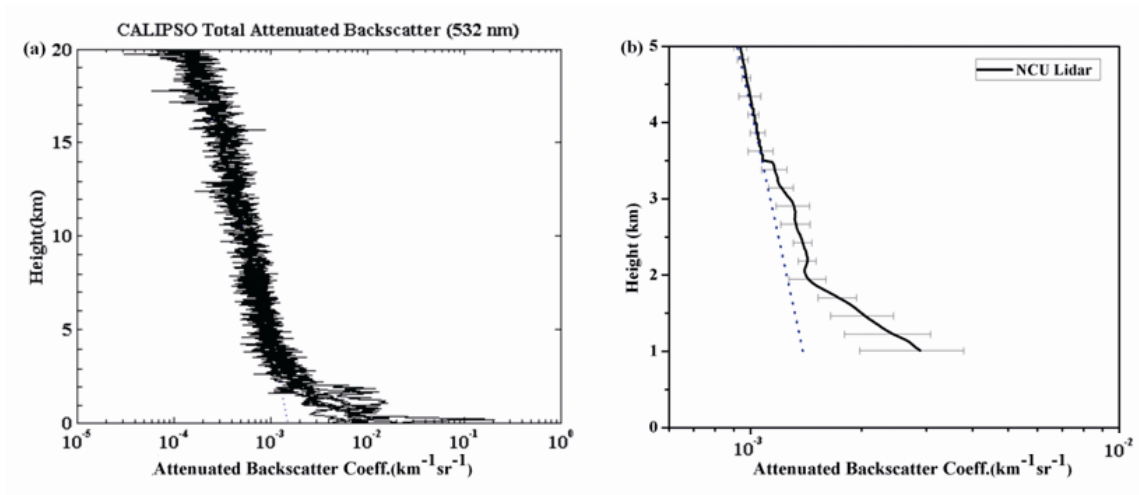 CALIPSO Total Attenuated Backscatter (532 nm)
(a)
20
15
10
5
0
Height(km)
10^-5
10^-4
10^-3
10^-2
10^-1
10^0
Attenuated Backscatter Coeff.(km^-1sr^-1)
(b)
5
4
3
2
1
0
Height (km)
NCU Lidar
10^-3
10^-2
Attenuated Backscatter Coeff.(km^-1sr^-1)